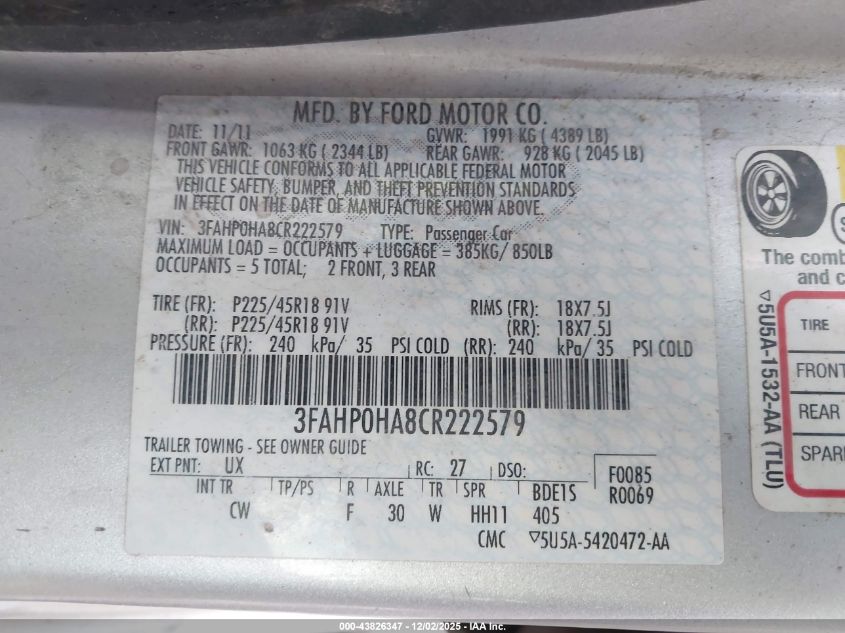 MFD. BY FORD MOTOR CO.
DATE: 11/11 GVWR: 1991 KG ( 4389 LB)
FRONT GAWR: 1063 KG ( 2344 LB) REAR GAWR: 928 KG ( 2045 LB)
THIS VEHICLE CONFORMS TO ALL APPLICABLE FEDERAL MOTOR
VEHICLE SAFETY, BUMPER, AND THEFT PREVENTION STANDARDS
IN EFFECT ON THE DATE OF MANUFACTURE SHOWN ABOVE.
VIN: 3FAHP0HA8CR222579 TYPE: Passenger Car
MAXIMUM LOAD = OCCUPANTS + LUGGAGE = 385KG/ 850LB
OCCUPANTS = 5 TOTAL; 2 FRONT, 3 REAR
TIRE (FR): P225/45R18 91V RIMS (FR): 18X7.5J
(RR): P225/45R18 91V (RR): 18X7.5J
PRESSURE (FR): 240 kPa/ 35 PSI COLD (RR): 240 kPa/ 35 PSI COLD
3FAHP0HA8CR222579
TRAILER TOWING - SEE OWNER GUIDE
EXT PNT: UX RC: 27 DSO: F0085
R0069
INT TR TP/PS R AXLE TR SPR BDE1S
CW F 30 W HH11 405
CMC ▽5U5A-5420472-AA
The comb
and c
▽5U5A-1532-AA (TLU)
TIRE
FRONT
REAR
SPAR
000-43826347 - 12/02/2025 - IAA Inc.